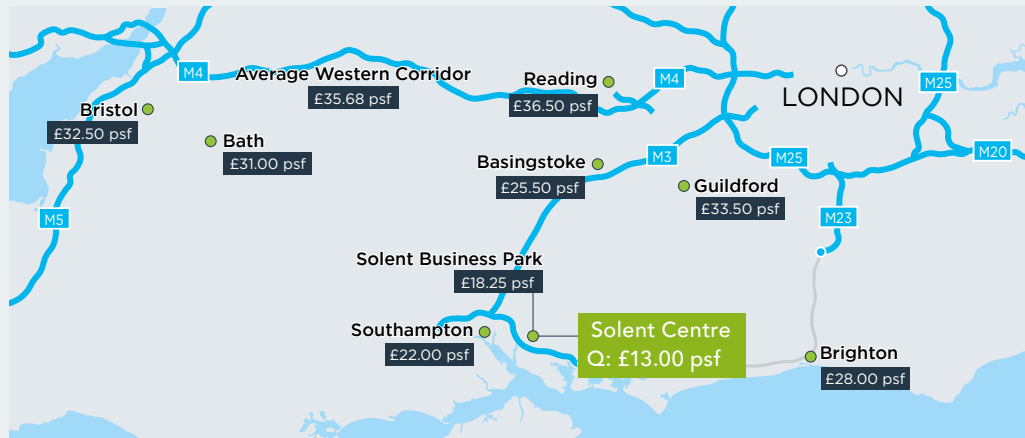 M4
Average Western Corridor
£35.68 psf
Reading
£36.50 psf
M4
LONDON
M25
Bristol
£32.50 psf
Bath
£31.00 psf
Basingstoke
£25.50 psf
M3
M25
M20
Guildford
£33.50 psf
M5
M23
Solent Business Park
£18.25 psf
Southampton
£22.00 psf
Solent Centre
Q: £13.00 psf
Brighton
£28.00 psf